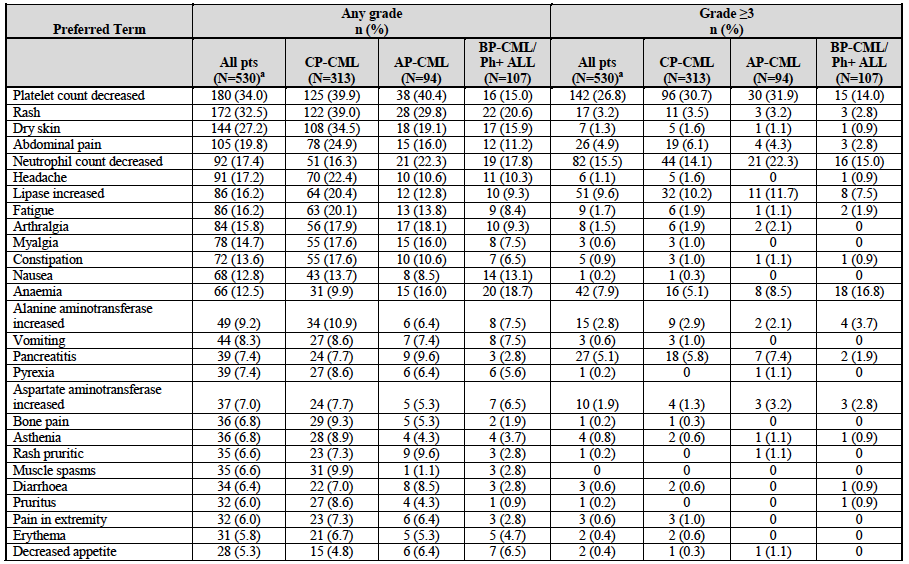 Preferred Term Any grade n (%) Grade ≥3 n (%)
All pts (N=530)a CP-CML (N=313) AP-CML (N=94) BP-CML/ Ph+ ALL (N=107) All pts (N=530)a CP-CML (N=313) AP-CML (N=94) BP-CML/ Ph+ ALL (N=107)
Platelet count decreased 180 (34.0) 125 (39.9) 38 (40.4) 16 (15.0) 142 (26.8) 96 (30.7) 30 (31.9) 15 (14.0)
Rash 172 (32.5) 122 (39.0) 28 (29.8) 22 (20.6) 17 (3.2) 11 (3.5) 3 (3.2) 3 (2.8)
Dry skin 144 (27.2) 108 (34.5) 18 (19.1) 17 (15.9) 7 (1.3) 5 (1.6) 1 (1.1) 1 (0.9)
Abdominal pain 105 (19.8) 78 (24.9) 15 (16.0) 12 (11.2) 26 (4.9) 19 (6.1) 4 (4.3) 3 (2.8)
Neutrophil count decreased 92 (17.4) 51 (16.3) 21 (22.3) 19 (17.8) 82 (15.5) 44 (14.1) 21 (22.3) 16 (15.0)
Headache 91 (17.2) 70 (22.4) 10 (10.6) 11 (10.3) 6 (1.1) 5 (1.6) 0 1 (0.9)
Lipase increased 86 (16.2) 64 (20.4) 12 (12.8) 10 (9.3) 51 (9.6) 32 (10.2) 11 (11.7) 8 (7.5)
Fatigue 86 (16.2) 63 (20.1) 13 (13.8) 9 (8.4) 9 (1.7) 6 (1.9) 1 (1.1) 2 (1.9)
Arthralgia 84 (15.8) 56 (17.9) 17 (18.1) 10 (9.3) 8 (1.5) 6 (1.9) 2 (2.1) 0
Myalgia 78 (14.7) 55 (17.6) 15 (16.0) 8 (7.5) 3 (0.6) 3 (1.0) 0 0
Constipation 72 (13.6) 55 (17.6) 10 (10.6) 7 (6.5) 5 (0.9) 3 (1.0) 1 (1.1) 1 (0.9)
Nausea 68 (12.8) 43 (13.7) 8 (8.5) 14 (13.1) 1 (0.2) 1 (0.3) 0 0
Anaemia 66 (12.5) 31 (9.9) 15 (16.0) 20 (18.7) 42 (7.9) 16 (5.1) 8 (8.5) 18 (16.8)
Alanine aminotransferase
increased 49 (9.2) 34 (10.9) 6 (6.4) 8 (7.5) 15 (2.8) 9 (2.9) 2 (2.1) 4 (3.7)
Vomiting 44 (8.3) 27 (8.6) 7 (7.4) 8 (7.5) 3 (0.6) 3 (1.0) 0 0
Pancreatitis 39 (7.4) 24 (7.7) 9 (9.6) 3 (2.8) 27 (5.1) 18 (5.8) 7 (7.4) 2 (1.9)
Pyrexia 39 (7.4) 27 (8.6) 6 (6.4) 6 (5.6) 1 (0.2) 0 1 (1.1) 0
Aspartate aminotransferase
increased 37 (7.0) 24 (7.7) 5 (5.3) 7 (6.5) 10 (1.9) 4 (1.3) 3 (3.2) 3 (2.8)
Bone pain 36 (6.8) 29 (9.3) 5 (5.3) 2 (1.9) 1 (0.2) 1 (0.3) 0 0
Asthenia 36 (6.8) 28 (8.9) 4 (4.3) 4 (3.7) 4 (0.8) 2 (0.6) 1 (1.1) 1 (0.9)
Rash pruritic 35 (6.6) 23 (7.3) 9 (9.6) 3 (2.8) 1 (0.2) 0 1 (1.1) 0
Muscle spasms 35 (6.6) 31 (9.9) 1 (1.1) 3 (2.8) 0 0 0 0
Diarrhoea 34 (6.4) 22 (7.0) 8 (8.5) 3 (2.8) 3 (0.6) 2 (0.6) 0 1 (0.9)
Pruritus 32 (6.0) 27 (8.6) 4 (4.3) 1 (0.9) 1 (0.2) 0 0 1 (0.9)
Pain in extremity 32 (6.0) 23 (7.3) 6 (6.4) 3 (2.8) 3 (0.6) 3 (1.0) 0 0
Erythema 31 (5.8) 21 (6.7) 5 (5.3) 5 (4.7) 2 (0.4) 2 (0.6) 0 0
Decreased appetite 28 (5.3) 15 (4.8) 6 (6.4) 7 (6.5) 2 (0.4) 1 (0.3) 1 (1.1) 0